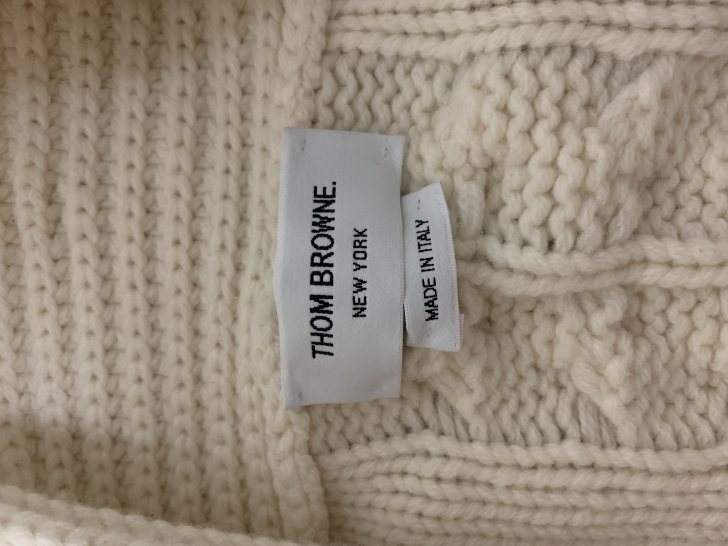 THOM BROWNE.
NEW YORK
MADE IN ITALY